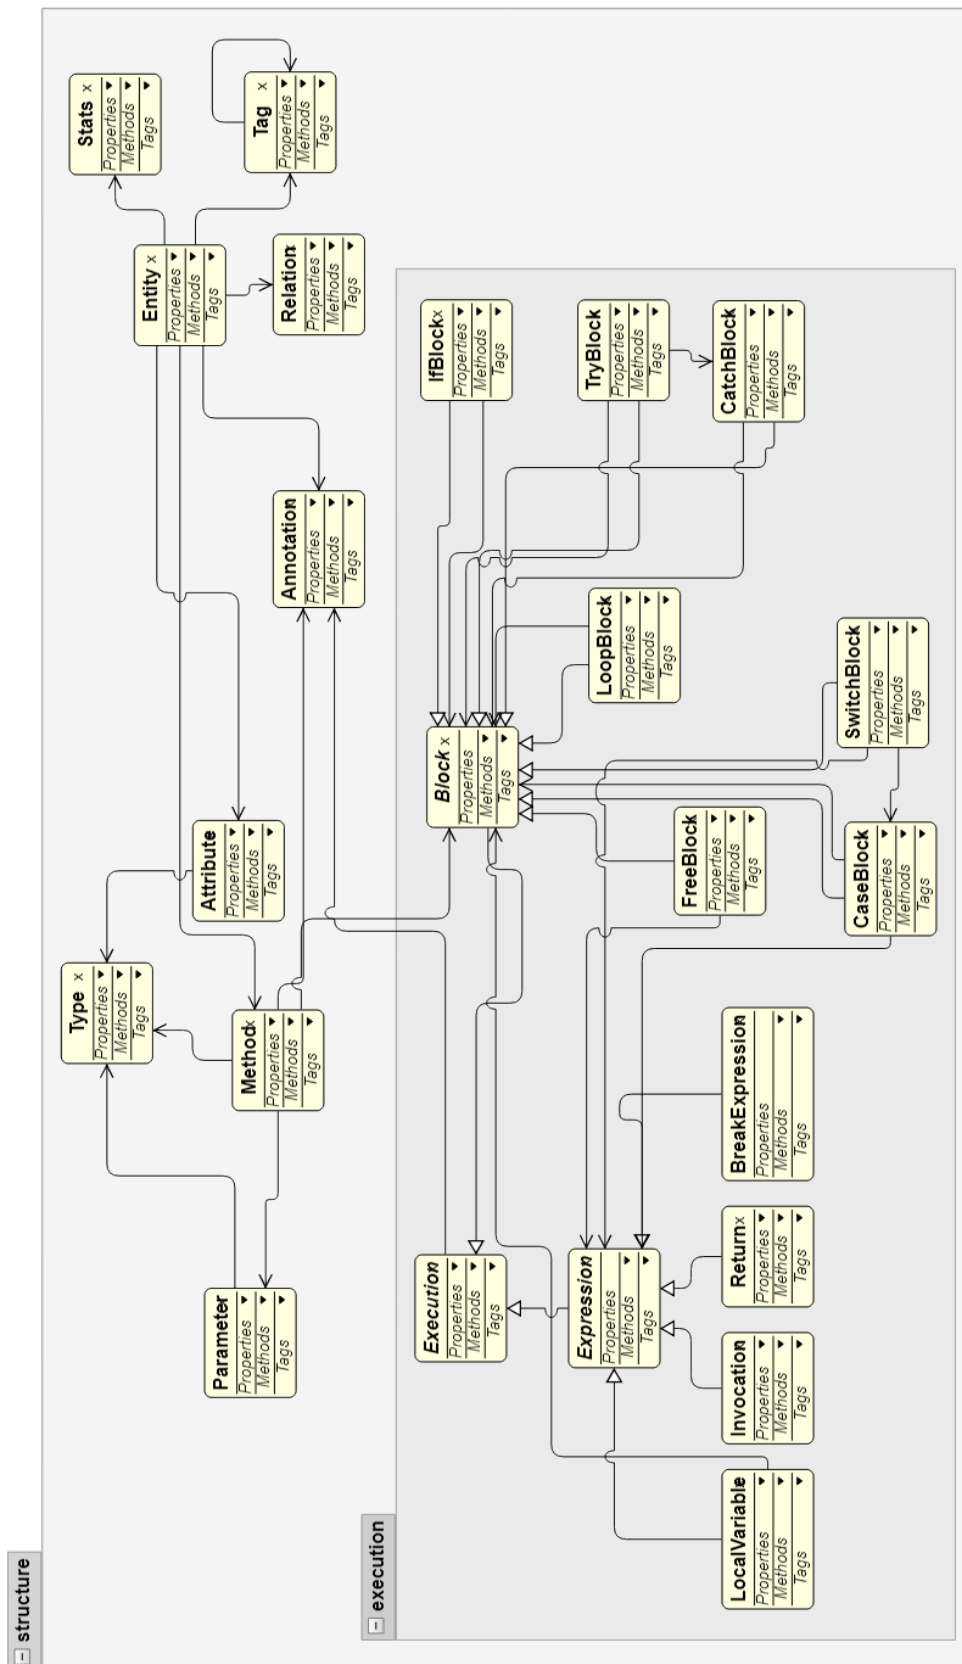 structure
Type x
Properties
Methods
Tags
Stats x
Properties
Methods
Tags
Entity x
Properties
Methods
Tags
Parameter
Properties
Methods
Tags
Method x
Properties
Methods
Tags
Attribute
Properties
Methods
Tags
Tag x
Properties
Methods
Tags
Annotation
Properties
Methods
Tags
Relation x
Properties
Methods
Tags
execution
Execution
Properties
Methods
Tags
Block x
Properties
Methods
Tags
IfBlock x
Properties
Methods
Tags
Expression
Properties
Methods
Tags
LoopBlock
Properties
Methods
Tags
TryBlock
Properties
Methods
Tags
FreeBlock
Properties
Methods
Tags
LocalVariable
Properties
Methods
Tags
Invocation
Properties
Methods
Tags
Return x
Properties
Methods
Tags
BreakExpression
Properties
Methods
Tags
CatchBlock
Properties
Methods
Tags
CaseBlock
Properties
Methods
Tags
SwitchBlock
Properties
Methods
Tags